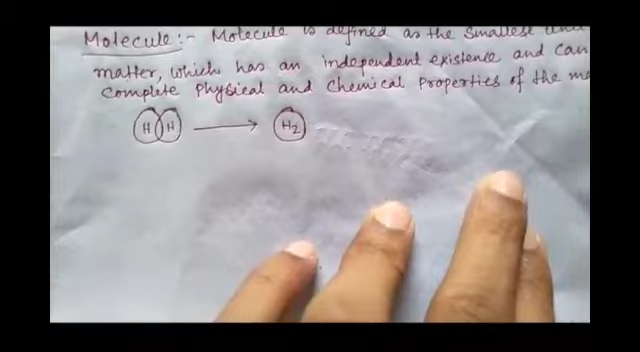 Molecule :- Molecule is defined as the smallest
matter, which has an independent existence and can
complete physical and chemical properties of the
H H → H2